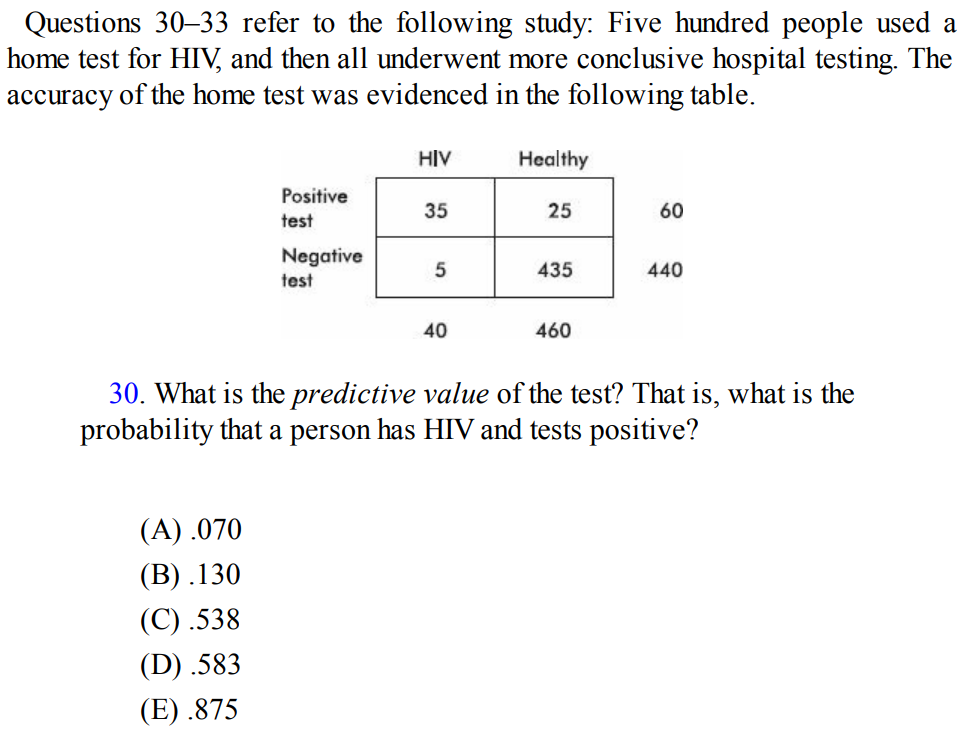 Questions 30–33 refer to the following study: Five hundred people used a
home test for HIV, and then all underwent more conclusive hospital testing. The
accuracy of the home test was evidenced in the following table.
HIV Healthy
Positive
test 35 25 60
Negative
test 5 435 440
40 460
30. What is the predictive value of the test? That is, what is the
probability that a person has HIV and tests positive?
(A) .070
(B) .130
(C) .538
(D) .583
(E) .875